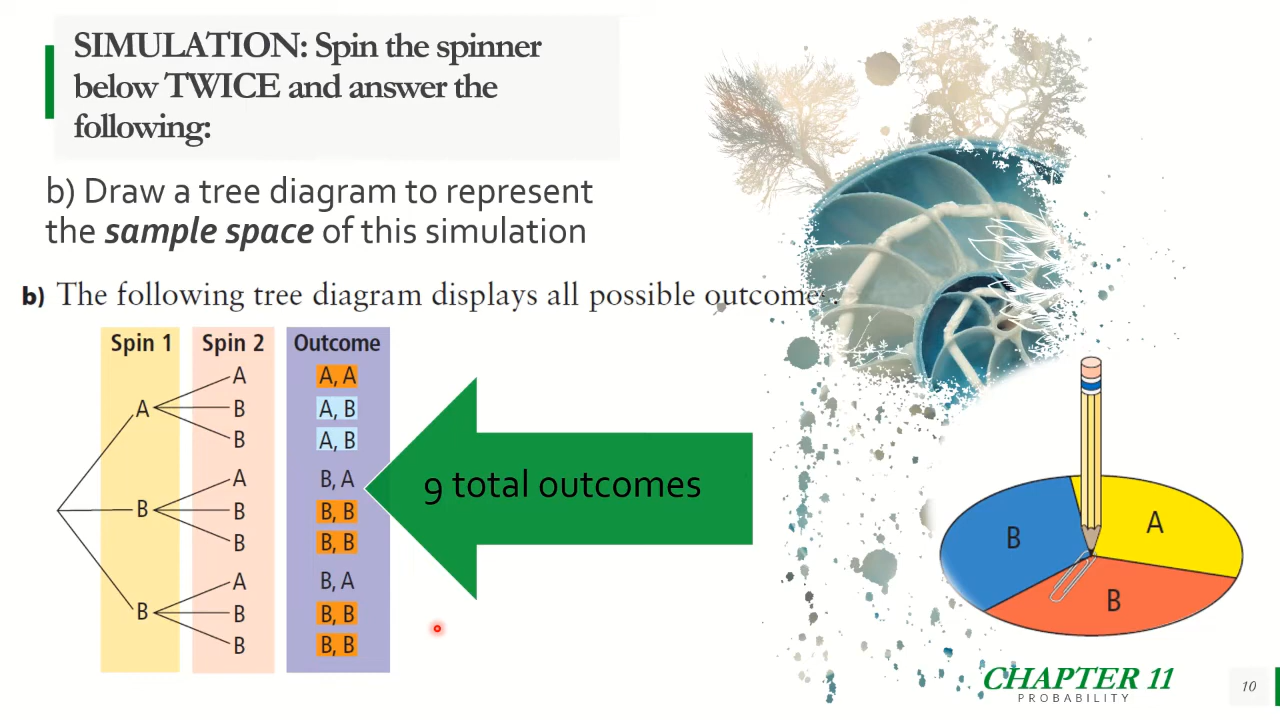 SIMULATION: Spin the spinner
below TWICE and answer the
following:
b) Draw a tree diagram to represent
the sample space of this simulation
b) The following tree diagram displays all possible outcome
Spin 1 Spin 2 Outcome
A A, A
A B A, B
B A, B
A B, A
B B B, B
B B, B
A B, A
B B B, B
B B, B
9 total outcomes
B
A
B
CHAPTER 11
PROBABILITY
10